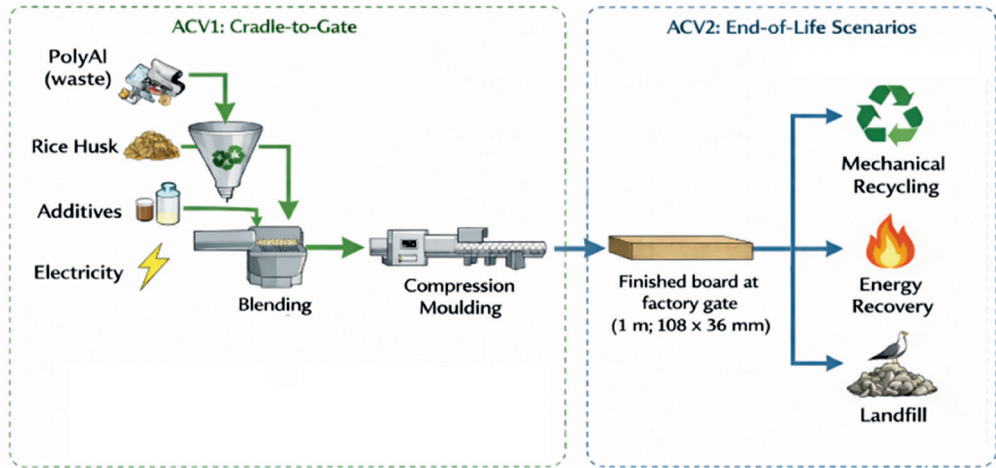 ACV1: Cradle-to-Gate
PolyAl
(waste)
Rice Husk
Additives
Electricity
Blending
Compression
Moulding
ACV2: End-of-Life Scenarios
Finished board at
factory gate
(1 m; 108 x 36 mm)
Mechanical
Recycling
Energy
Recovery
Landfill